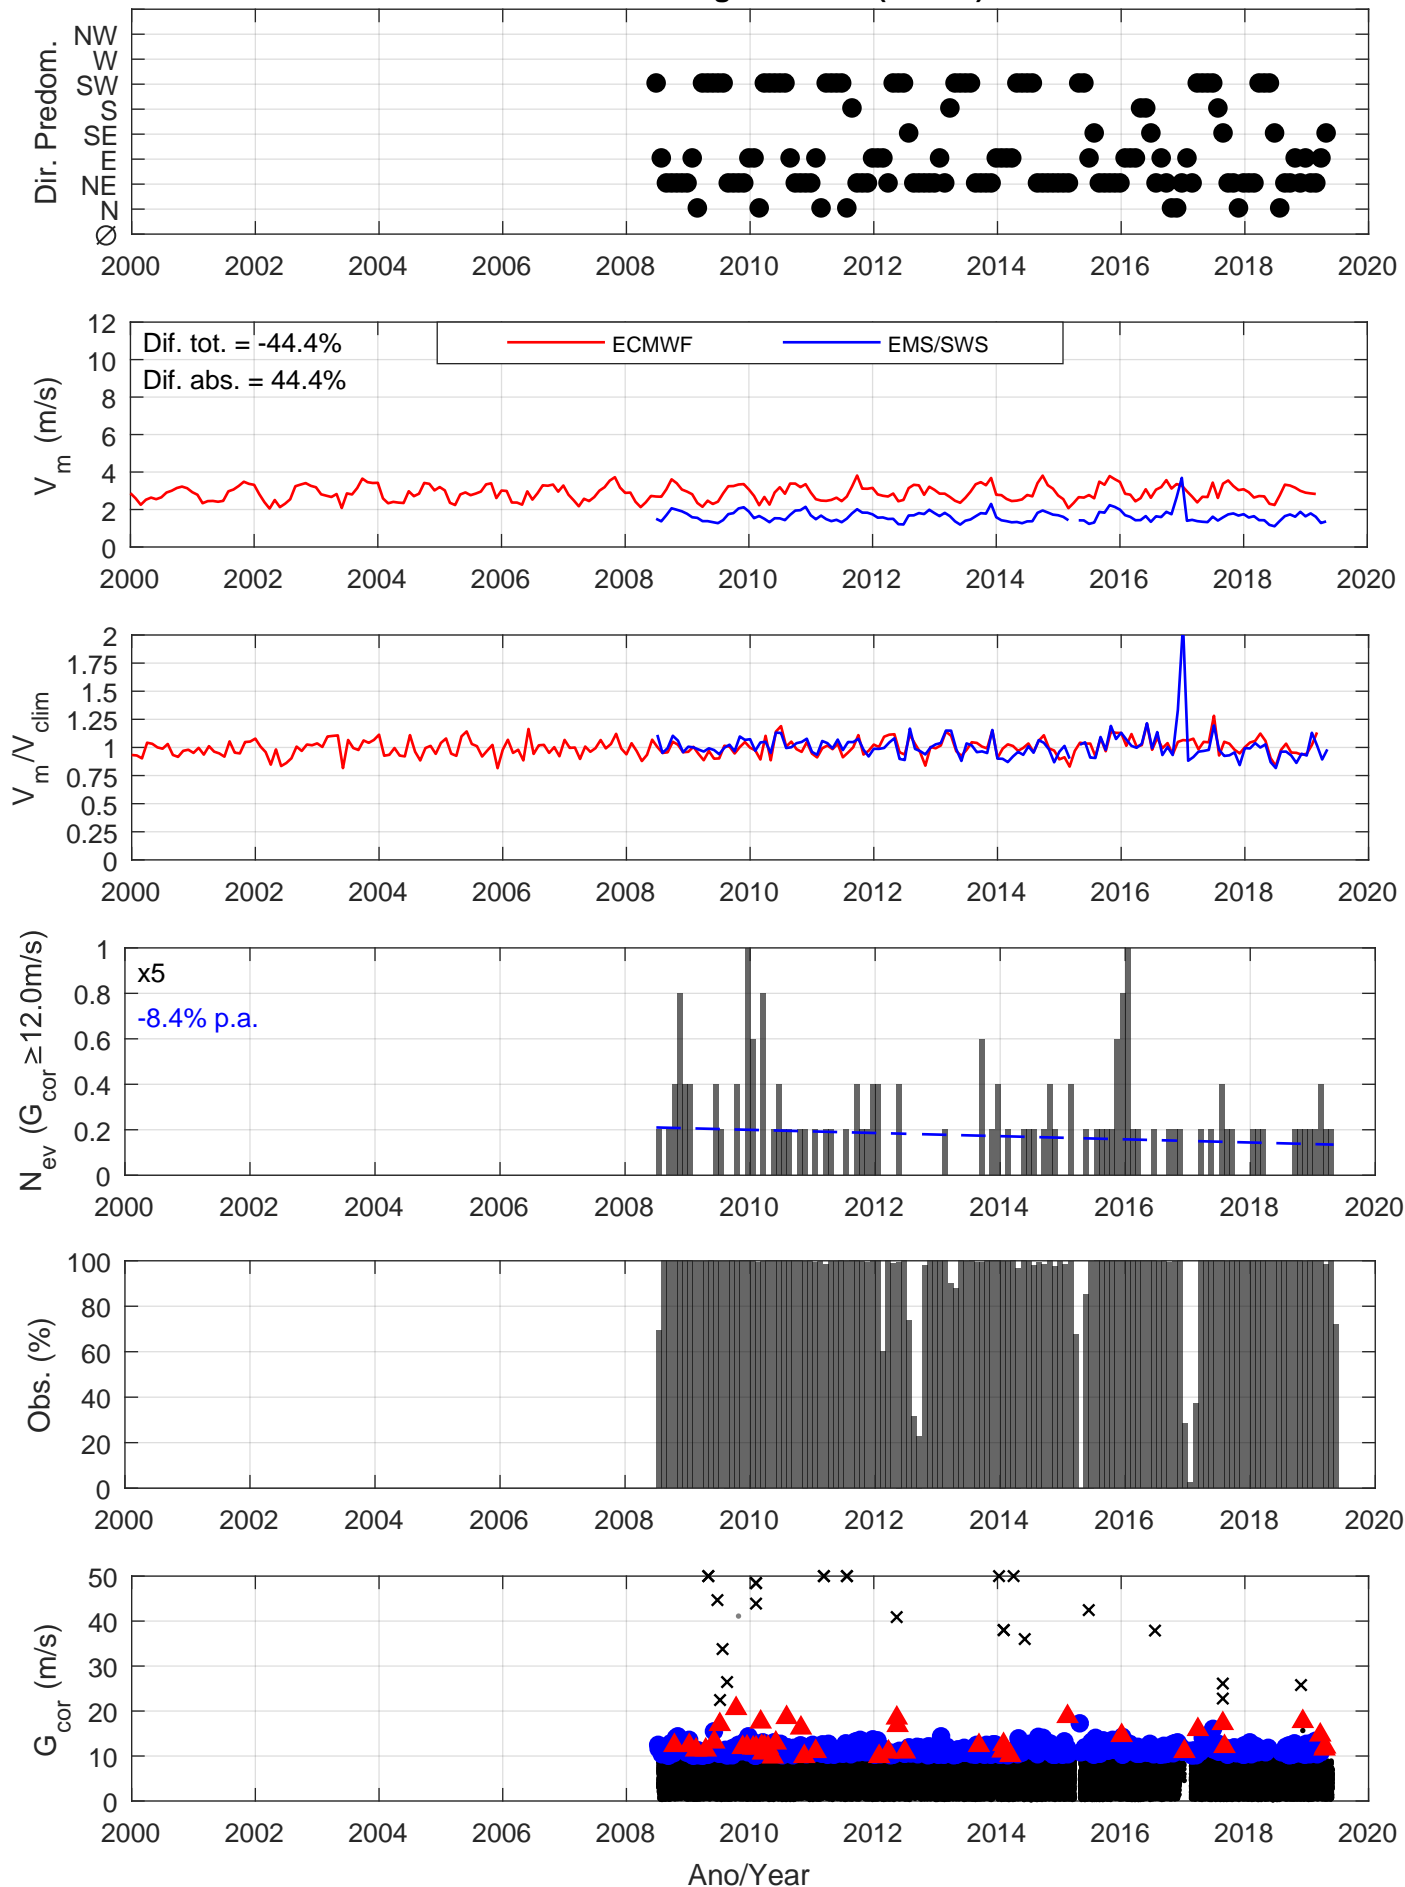 NW
W
SW
S
SE
E
NE
N
Ø
Dir. Predom.
2000 2002 2004 2006 2008 2010 2012 2014 2016 2018 2020
12
10
8
6
4
2
0
V_m (m/s)
Dif. tot. = -44.4%
Dif. abs. = 44.4%
ECMWF
EMS/SWS
2000 2002 2004 2006 2008 2010 2012 2014 2016 2018 2020
2
1.75
1.5
1.25
1
0.75
0.5
0.25
0
V_m/V_clim
2000 2002 2004 2006 2008 2010 2012 2014 2016 2018 2020
1
0.8
0.6
0.4
0.2
0
N_ev (G_cor ≥12.0m/s)
x5
-8.4% p.a.
2000 2002 2004 2006 2008 2010 2012 2014 2016 2018 2020
100
80
60
40
20
0
Obs. (%)
2000 2002 2004 2006 2008 2010 2012 2014 2016 2018 2020
50
40
30
20
10
0
G_cor (m/s)
2000 2002 2004 2006 2008 2010 2012 2014 2016 2018 2020
Ano/Year